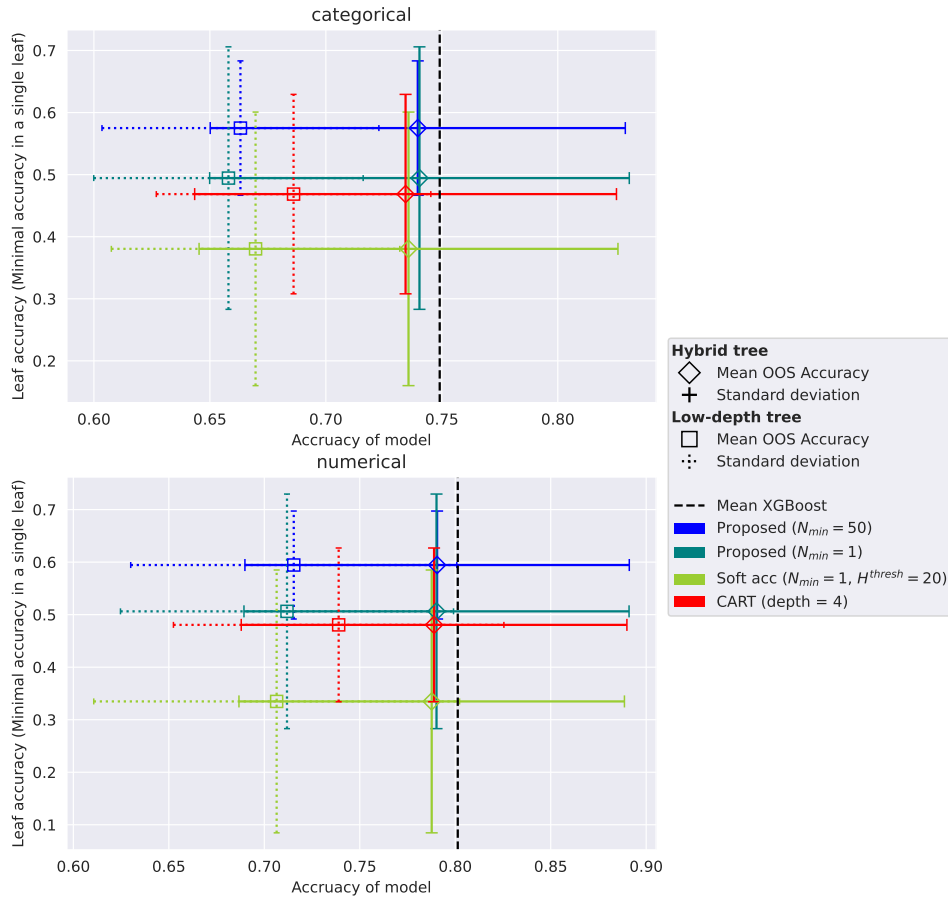 categorical
Leaf accuracy (Minimal accuracy in a single leaf)
0.7
0.6
0.5
0.4
0.3
0.2
0.60 0.65 0.70 0.75 0.80
Accruacy of model
numerical
Leaf accuracy (Minimal accuracy in a single leaf)
0.7
0.6
0.5
0.4
0.3
0.2
0.1
0.60 0.65 0.70 0.75 0.80 0.85 0.90
Accruacy of model
Hybrid tree
Mean OOS Accuracy
Standard deviation
Low-depth tree
Mean OOS Accuracy
Standard deviation
Mean XGBoost
Proposed (N_min = 50)
Proposed (N_min = 1)
Soft acc (N_min = 1, H^thresh = 20)
CART (depth = 4)